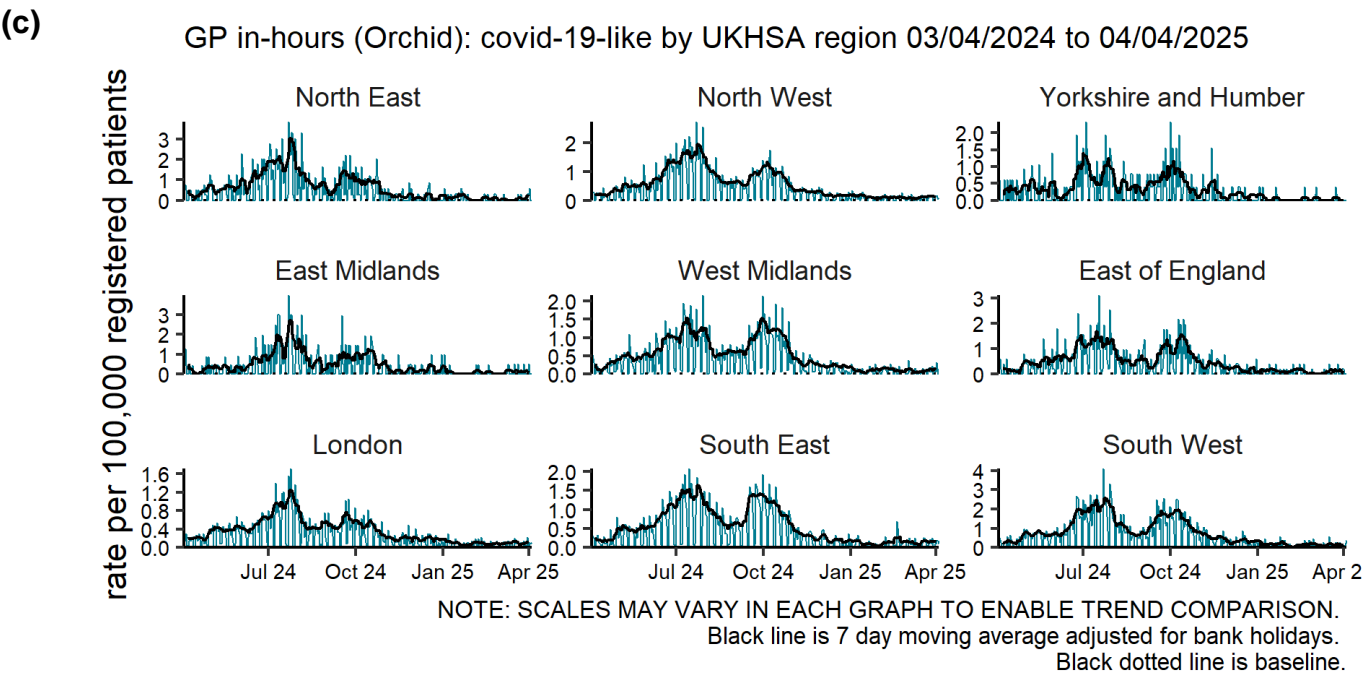 (c)
GP in-hours (Orchid): covid-19-like by UKHSA region 03/04/2024 to 04/04/2025
rate per 100,000 registered patients
North East
3
2
1
0
North West
2
1
0
Yorkshire and Humber
2.0
1.5
1.0
0.5
0.0
East Midlands
3
2
1
0
West Midlands
2.0
1.5
1.0
0.5
0.0
East of England
3
2
1
0
London
1.6
1.2
0.8
0.4
0.0
South East
2.0
1.5
1.0
0.5
0.0
South West
4
3
2
1
0
Jul 24 Oct 24 Jan 25 Apr 25
Jul 24 Oct 24 Jan 25 Apr 25
Jul 24 Oct 24 Jan 25 Apr 2
NOTE: SCALES MAY VARY IN EACH GRAPH TO ENABLE TREND COMPARISON.
Black line is 7 day moving average adjusted for bank holidays.
Black dotted line is baseline.